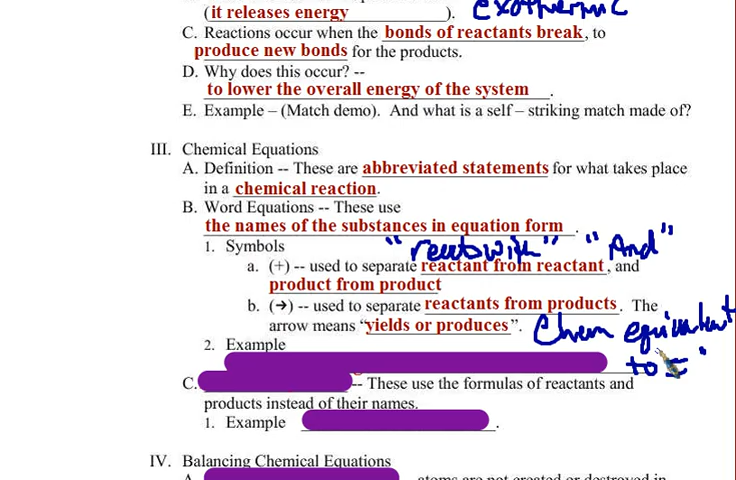 (it releases energy ). exothermic
C. Reactions occur when the bonds of reactants break, to
produce new bonds for the products.
D. Why does this occur? --
to lower the overall energy of the system .
E. Example – (Match demo). And what is a self – striking match made of?
III. Chemical Equations
A. Definition -- These are abbreviated statements for what takes place
in a chemical reaction.
B. Word Equations -- These use
the names of the substances in equation form .
1. Symbols "reacts with" "And"
a. (+) -- used to separate reactant from reactant, and
product from product
b. (→) -- used to separate reactants from products. The
arrow means "yields or produces". Chem equivalent
2. Example to =
C. -- These use the formulas of reactants and
products instead of their names.
1. Example .
IV. Balancing Chemical Equations
A. atoms are not created or destroyed in